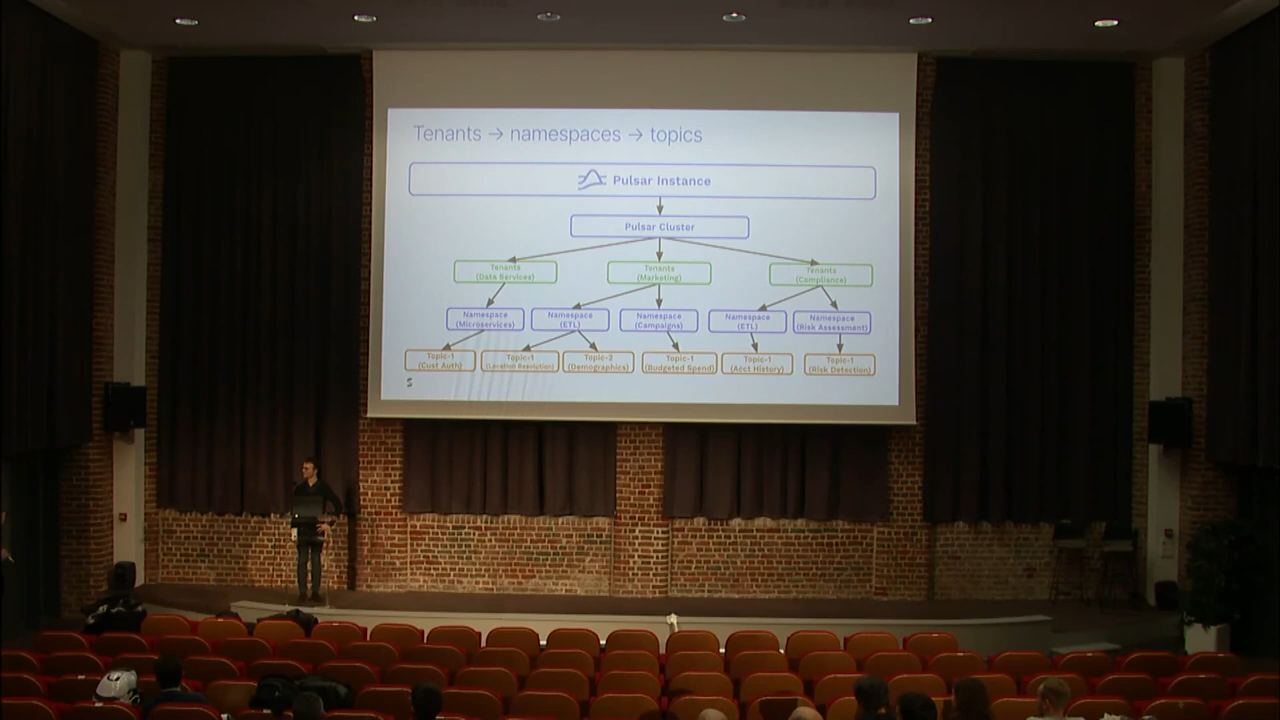 Tenants → namespaces → topics
Pulsar Instance
Pulsar Cluster
Tenants
(Data Services)
Tenants
(Marketing)
Tenants
(Compliance)
Namespace
(Microservices)
Namespace
(ETL)
Namespace
(Campaigns)
Namespace
(ETL)
Namespace
(Risk Assessment)
Topic-1
(Cust Auth)
Topic-1
(Location Resolution)
Topic-2
(Demographics)
Topic-1
(Budgeted Spend)
Topic-1
(Acct History)
Topic-1
(Risk Detection)